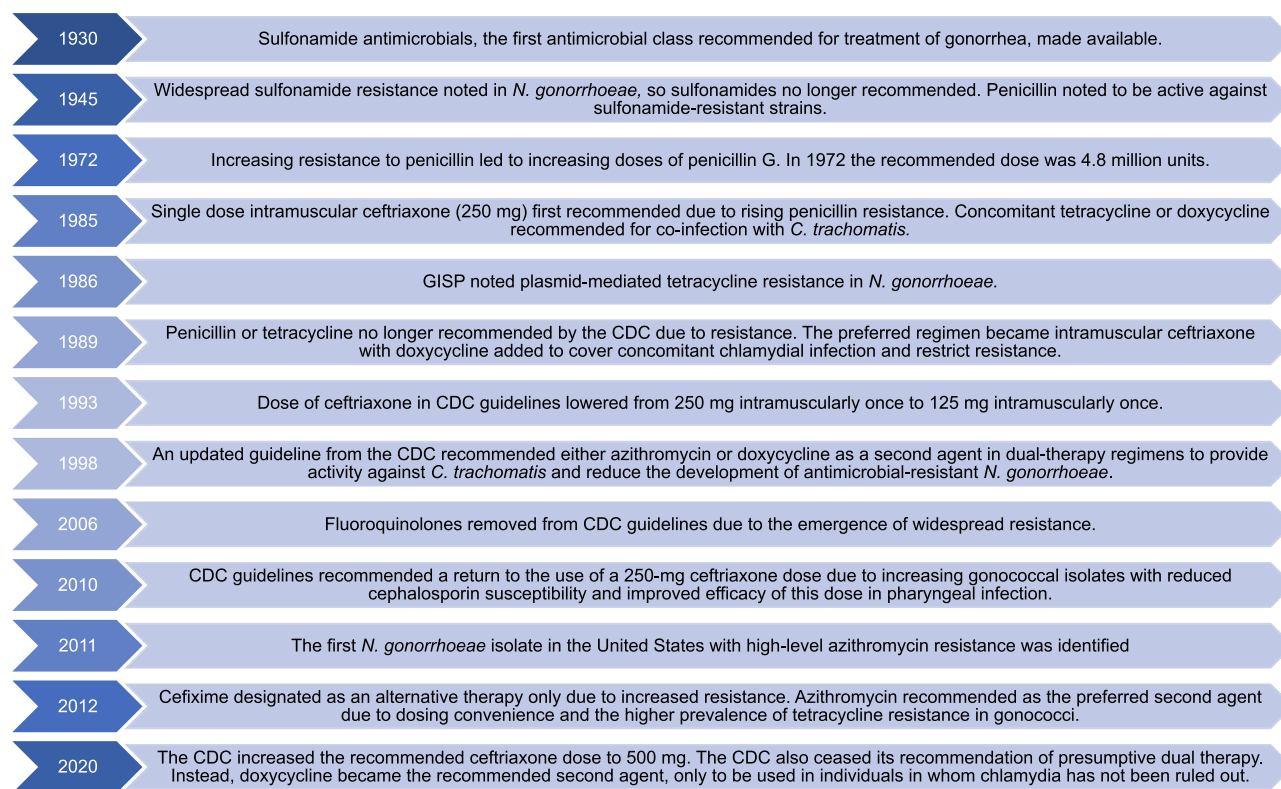 1930
Sulfonamide antimicrobials, the first antimicrobial class recommended for treatment of gonorrhea, made available.
1945
Widespread sulfonamide resistance noted in N. gonorrhoeae, so sulfonamides no longer recommended. Penicillin noted to be active against
sulfonamide-resistant strains.
1972
Increasing resistance to penicillin led to increasing doses of penicillin G. In 1972 the recommended dose was 4.8 million units.
1985
Single dose intramuscular ceftriaxone (250 mg) first recommended due to rising penicillin resistance. Concomitant tetracycline or doxycycline
recommended for co-infection with C. trachomatis.
1986
GISP noted plasmid-mediated tetracycline resistance in N. gonorrhoeae.
1989
Penicillin or tetracycline no longer recommended by the CDC due to resistance. The preferred regimen became intramuscular ceftriaxone
with doxycycline added to cover concomitant chlamydial infection and restrict resistance.
1993
Dose of ceftriaxone in CDC guidelines lowered from 250 mg intramuscularly once to 125 mg intramuscularly once.
1998
An updated guideline from the CDC recommended either azithromycin or doxycycline as a second agent in dual-therapy regimens to provide
activity against C. trachomatis and reduce the development of antimicrobial-resistant N. gonorrhoeae.
2006
Fluoroquinolones removed from CDC guidelines due to the emergence of widespread resistance.
2010
CDC guidelines recommended a return to the use of a 250-mg ceftriaxone dose due to increasing gonococcal isolates with reduced
cephalosporin susceptibility and improved efficacy of this dose in pharyngeal infection.
2011
The first N. gonorrhoeae isolate in the United States with high-level azithromycin resistance was identified
2012
Cefixime designated as an alternative therapy only due to increased resistance. Azithromycin recommended as the preferred second agent
due to dosing convenience and the higher prevalence of tetracycline resistance in gonococci.
2020
The CDC increased the recommended ceftriaxone dose to 500 mg. The CDC also ceased its recommendation of presumptive dual therapy.
Instead, doxycycline became the recommended second agent, only to be used in individuals in whom chlamydia has not been ruled out.